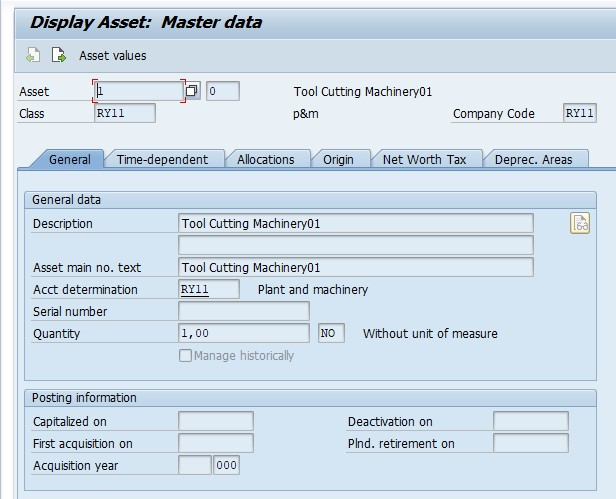 Display Asset: Master data
Asset values
Asset 1 0 Tool Cutting Machinery01
Class RY11 p&m Company Code RY11
General Time-dependent Allocations Origin Net Worth Tax Deprec. Areas
General data
Description Tool Cutting Machinery01
Asset main no. text Tool Cutting Machinery01
Acct determination RY11 Plant and machinery
Serial number
Quantity 1,00 NO Without unit of measure
Manage historically
Posting information
Capitalized on Deactivation on
First acquisition on Plnd. retirement on
Acquisition year 000